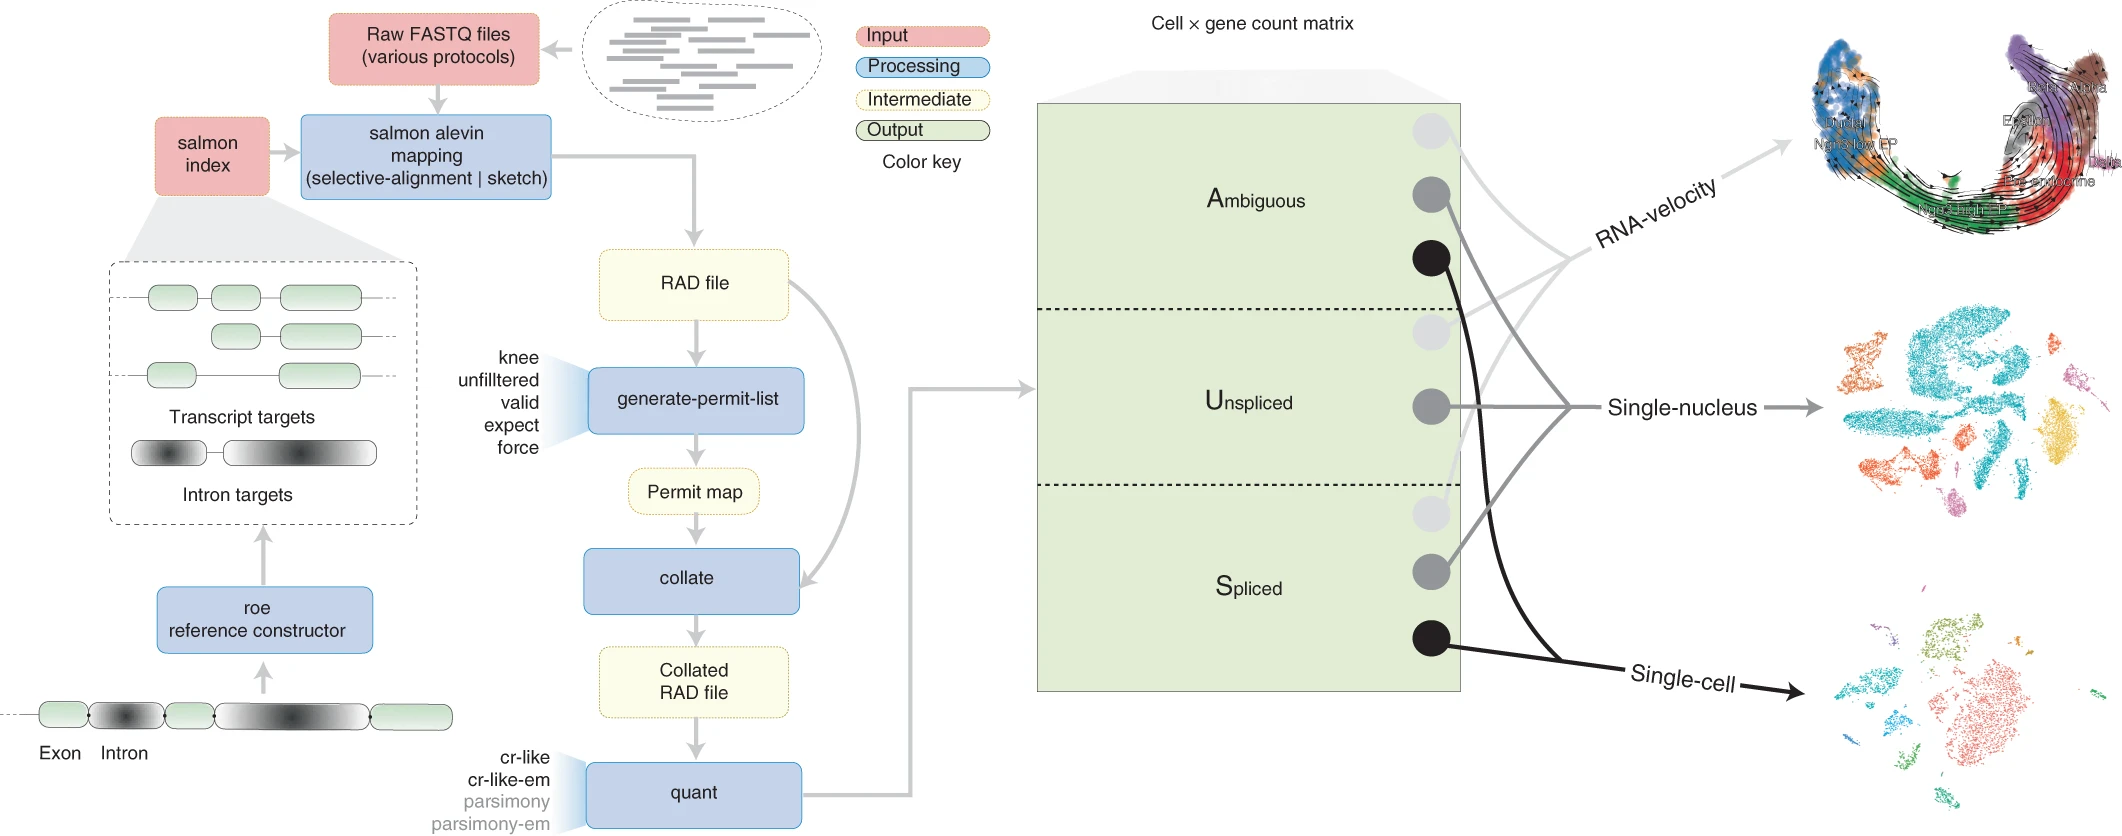 Raw FASTQ files
(various protocols)
salmon
index
salmon alevin
mapping
(selective-alignment | sketch)
Input
Processing
Intermediate
Output
Color key
Transcript targets
Intron targets
roe
reference constructor
Exon
Intron
RAD file
knee
unfilltered
valid
expect
force
generate-permit-list
Permit map
collate
Collated
RAD file
cr-like
cr-like-em
parsimony
parsimony-em
quant
Cell × gene count matrix
Ambiguous
Unspliced
Spliced
RNA-velocity
Single-nucleus
Single-cell
Ductal
Ngn3 low EP
Ngn3 high EP
Pre-endocrine
Epsilon
Beta
Alpha
Delta